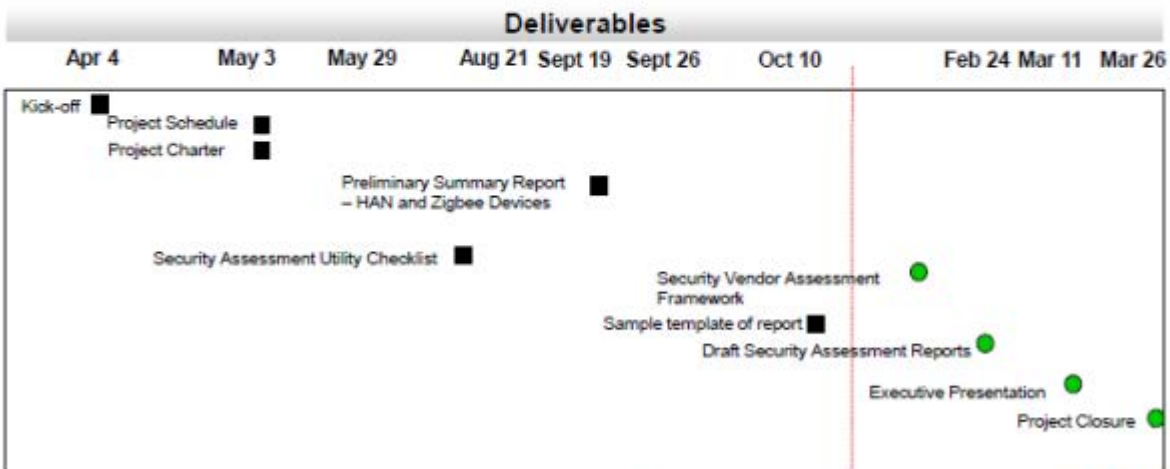 Deliverables
Apr 4 May 3 May 29 Aug 21 Sept 19 Sept 26 Oct 10 Feb 24 Mar 11 Mar 26
Kick-off
Project Schedule
Project Charter
Preliminary Summary Report
– HAN and Zigbee Devices
Security Assessment Utility Checklist
Security Vendor Assessment
Framework
Sample template of report
Draft Security Assessment Reports
Executive Presentation
Project Closure